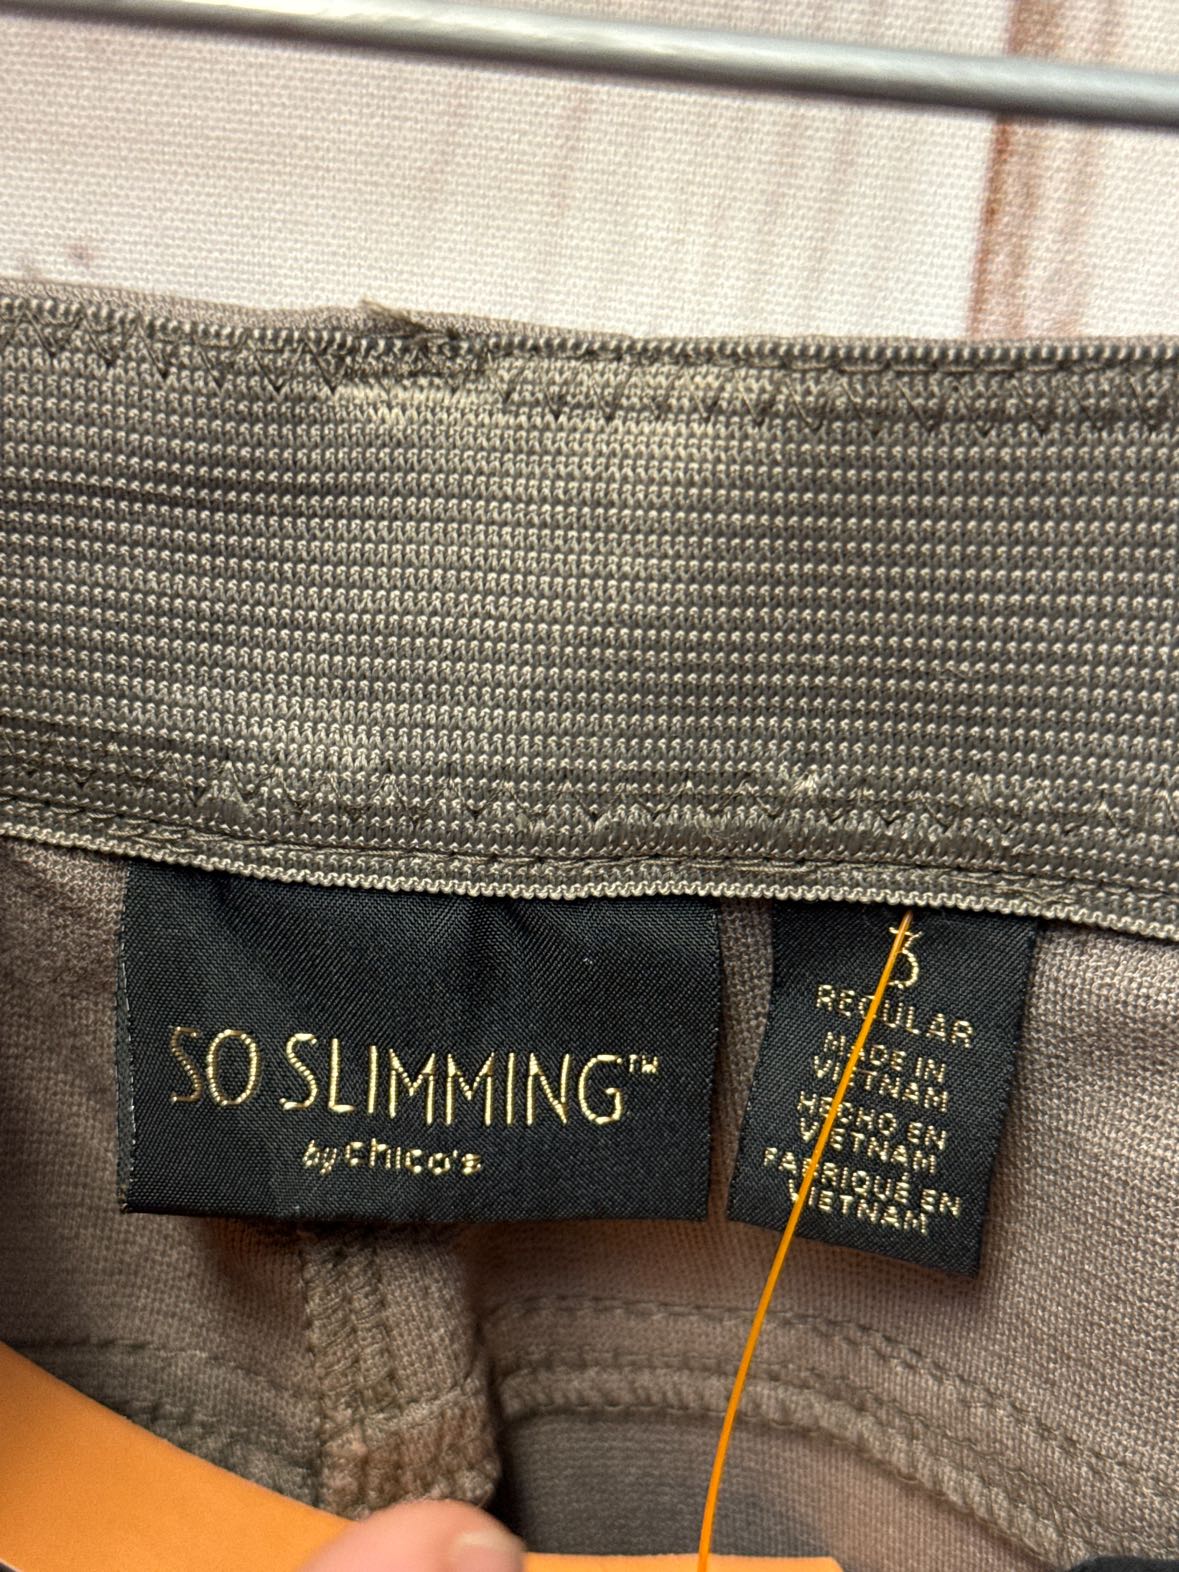 SO SLIMMING™
by chico's
3
REGULAR
MADE IN
VIETNAM
HECHO EN
VIETNAM
FABRIQUÉ EN
VIETNAM